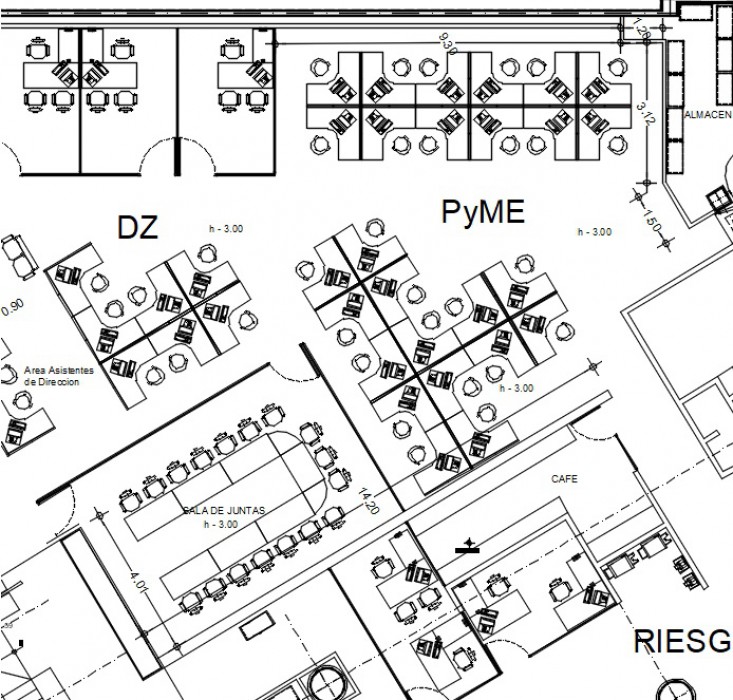 1.28
9.30
3.12
ALMACEN
PyME
DZ
h - 3.00
h - 3.00
1.50
0.90
Area Asistentes
de Direccion
h - 3.00
SALA DE JUNTAS
h - 3.00
14.20
CAFE
4.01
RIESG